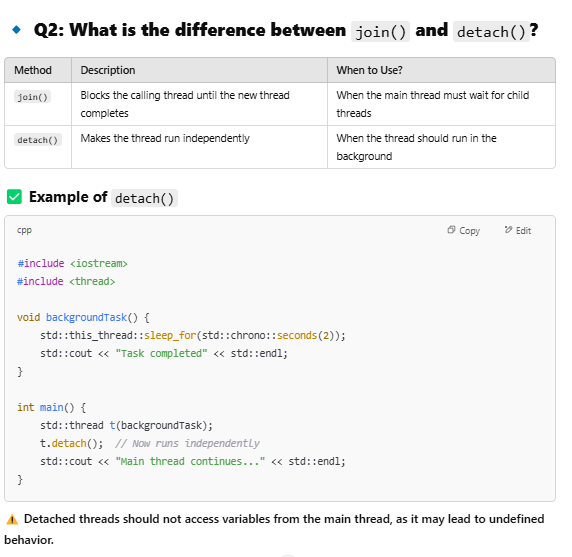 Q2: What is the difference between join() and detach()?
Method Description When to Use?
join() Blocks the calling thread until the new thread completes When the main thread must wait for child threads
detach() Makes the thread run independently When the thread should run in the background
Example of detach()
cpp Copy Edit
#include <iostream>
#include <thread>
void backgroundTask() {
    std::this_thread::sleep_for(std::chrono::seconds(2));
    std::cout << "Task completed" << std::endl;
}
int main() {
    std::thread t(backgroundTask);
    t.detach();  // Now runs independently
    std::cout << "Main thread continues..." << std::endl;
}
Detached threads should not access variables from the main thread, as it may lead to undefined
behavior.